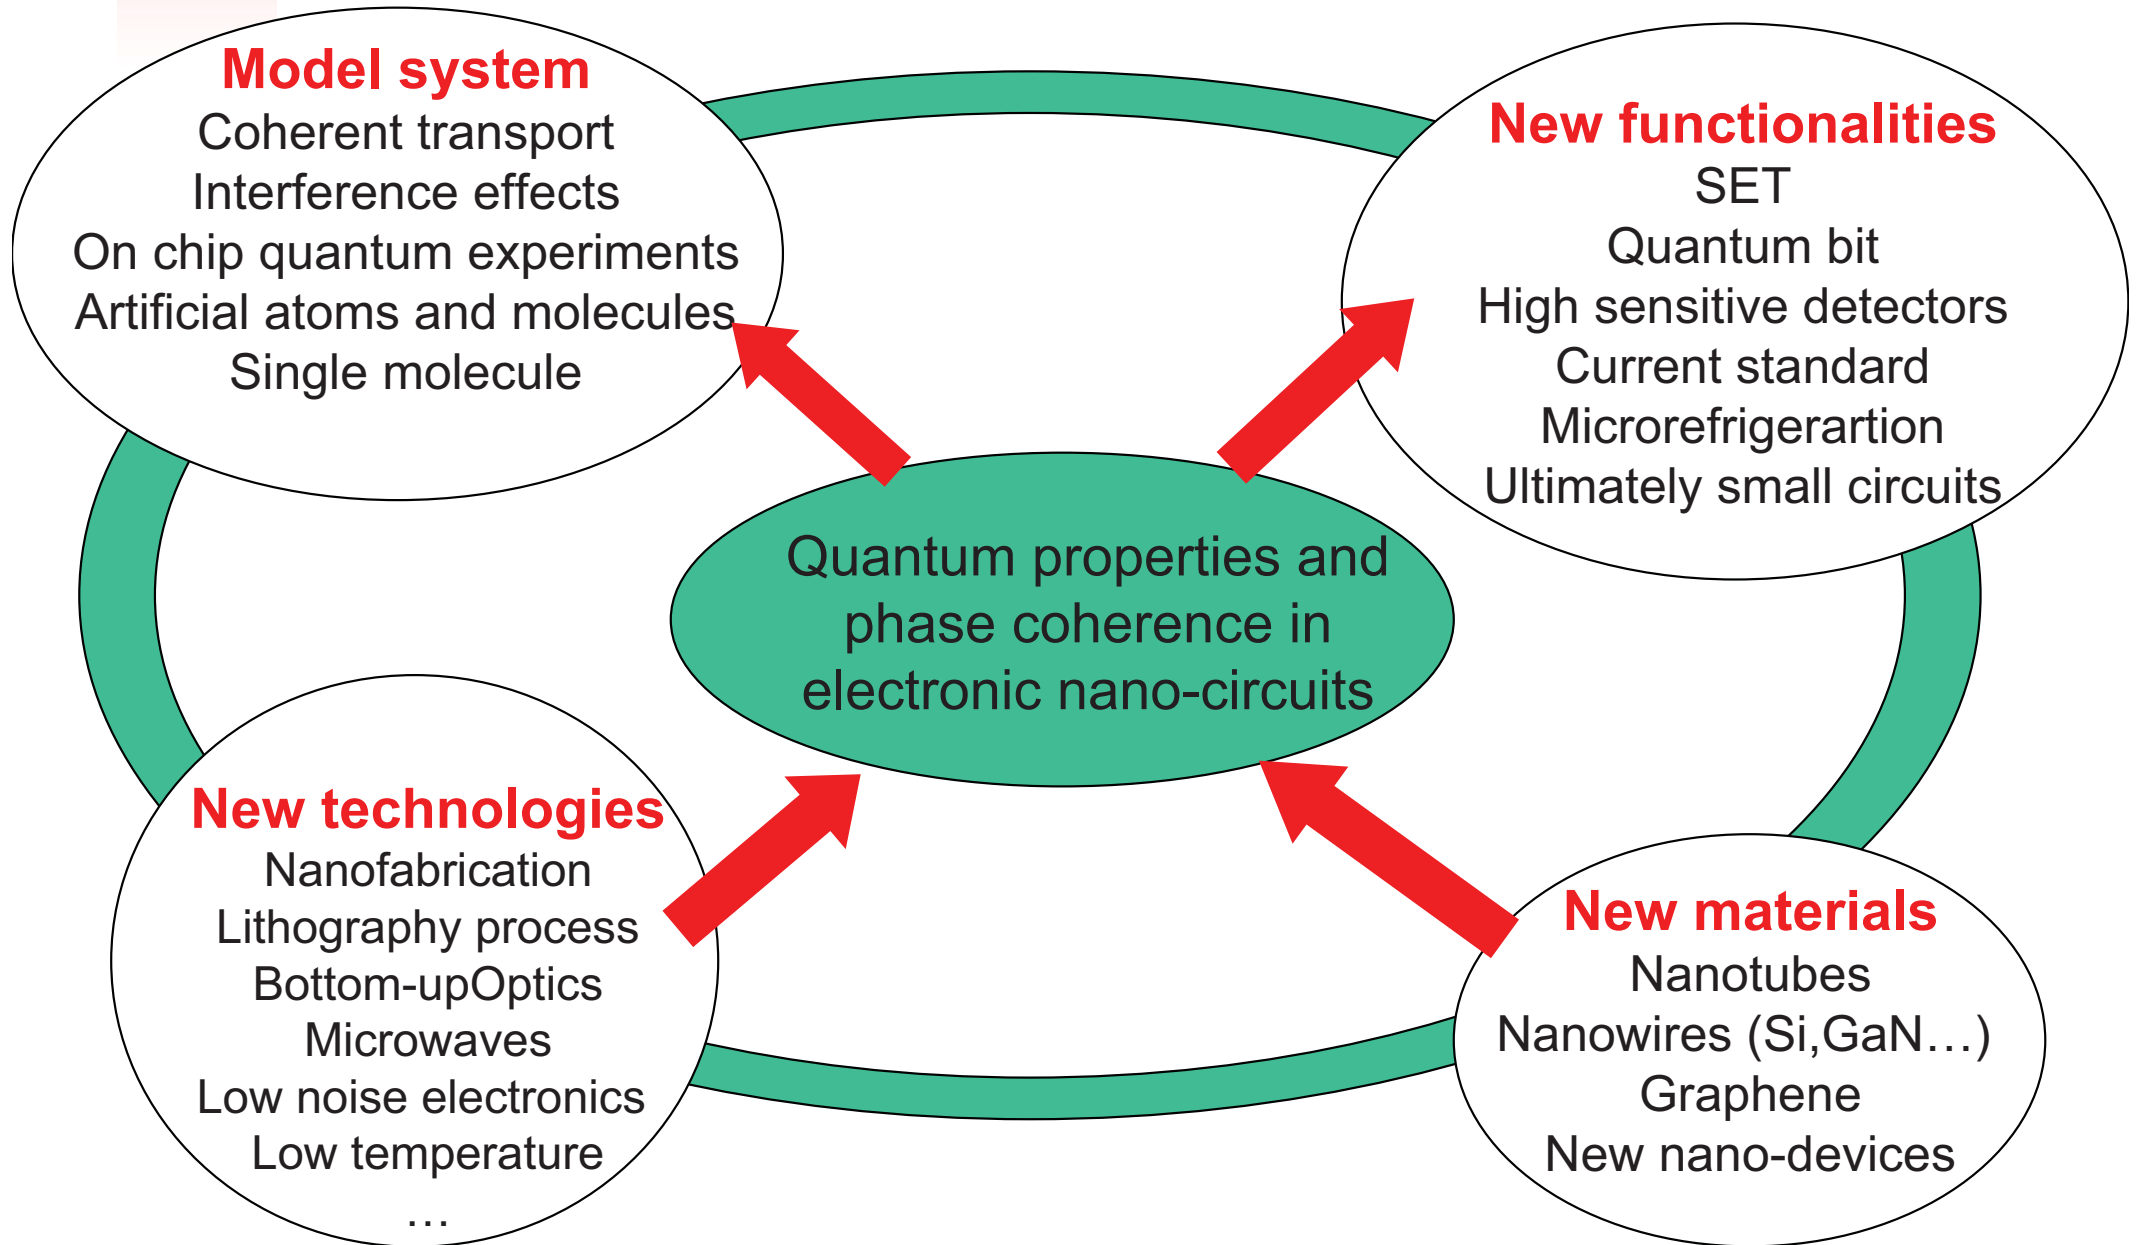 Model system
Coherent transport
Interference effects
On chip quantum experiments
Artificial atoms and molecules
Single molecule
New functionalities
SET
Quantum bit
High sensitive detectors
Current standard
Microrefrigerartion
Ultimately small circuits
Quantum properties and
phase coherence in
electronic nano-circuits
New technologies
Nanofabrication
Lithography process
Bottom-upOptics
Microwaves
Low noise electronics
Low temperature
…
New materials
Nanotubes
Nanowires (Si,GaN…)
Graphene
New nano-devices